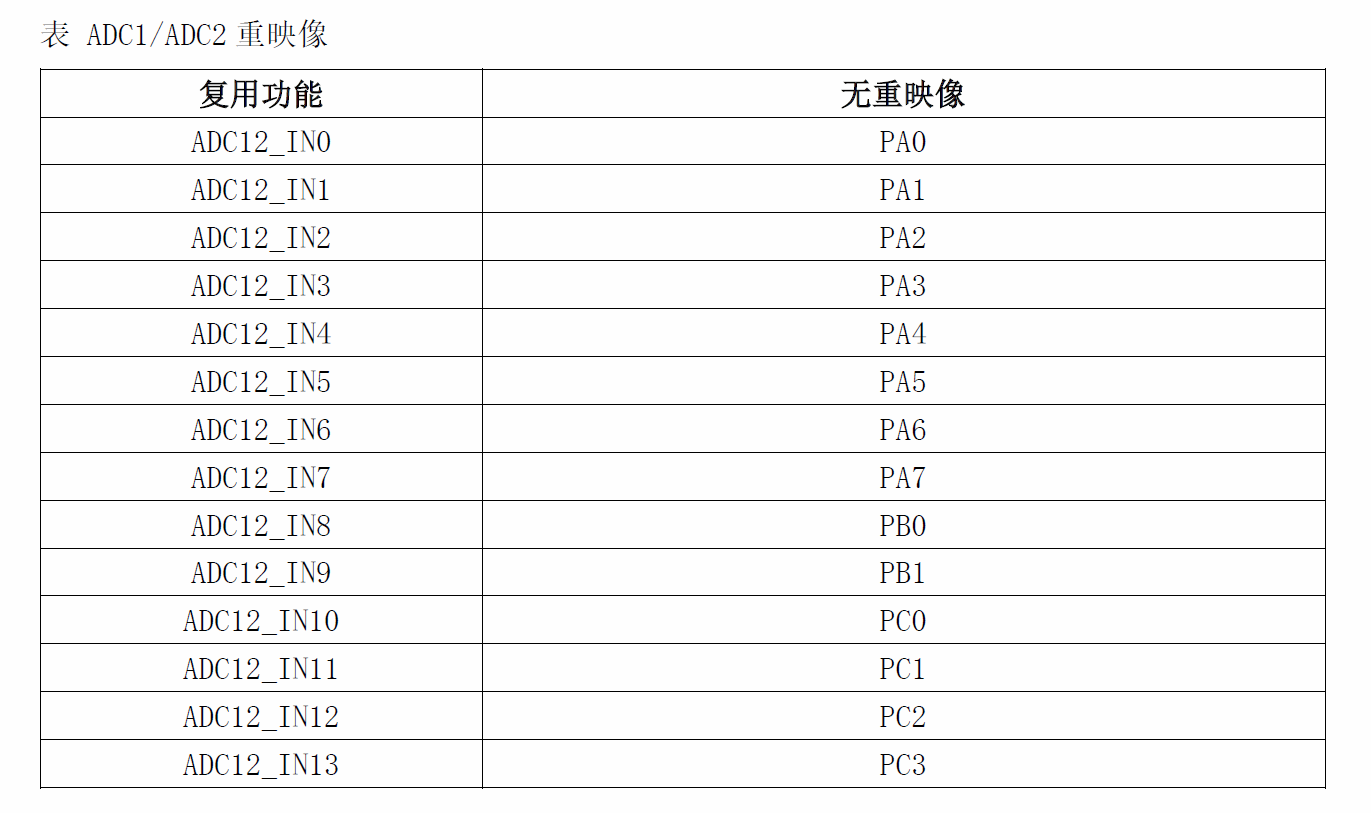 表 ADC1/ADC2 重映像
复用功能 无重映像
ADC12_IN0 PA0
ADC12_IN1 PA1
ADC12_IN2 PA2
ADC12_IN3 PA3
ADC12_IN4 PA4
ADC12_IN5 PA5
ADC12_IN6 PA6
ADC12_IN7 PA7
ADC12_IN8 PB0
ADC12_IN9 PB1
ADC12_IN10 PC0
ADC12_IN11 PC1
ADC12_IN12 PC2
ADC12_IN13 PC3